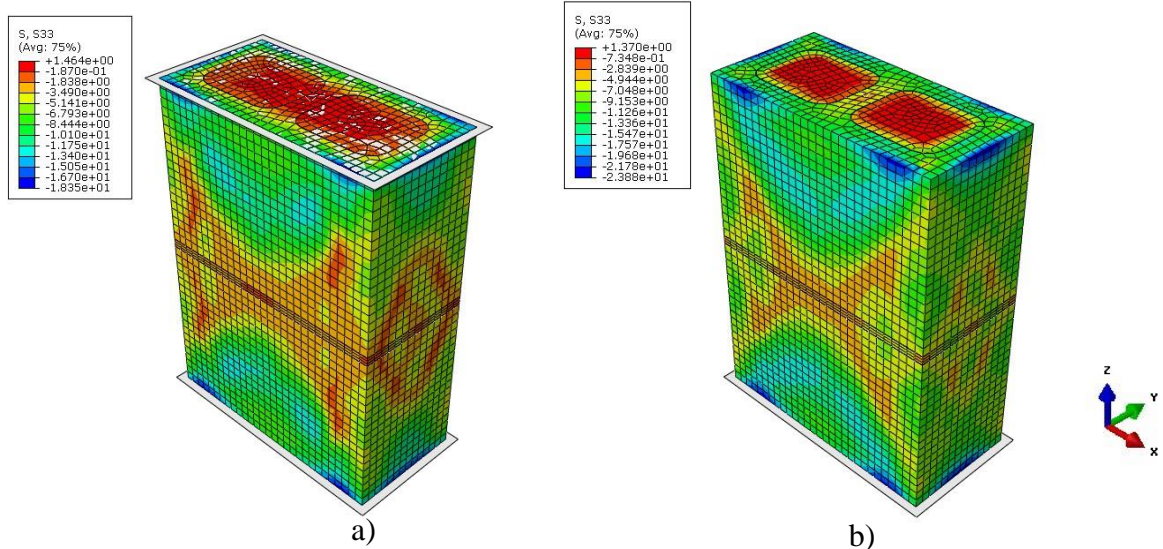 S, S33
(Avg: 75%)
+1.464e+00
-1.870e-01
-1.838e+00
-3.490e+00
-5.141e+00
-6.793e+00
-8.444e+00
-1.010e+01
-1.175e+01
-1.340e+01
-1.505e+01
-1.670e+01
-1.835e+01
a)
S, S33
(Avg: 75%)
+1.370e+00
-7.348e-01
-2.839e+00
-4.944e+00
-7.048e+00
-9.153e+00
-1.126e+01
-1.336e+01
-1.547e+01
-1.757e+01
-1.968e+01
-2.178e+01
-2.388e+01
b)
Z
Y
X